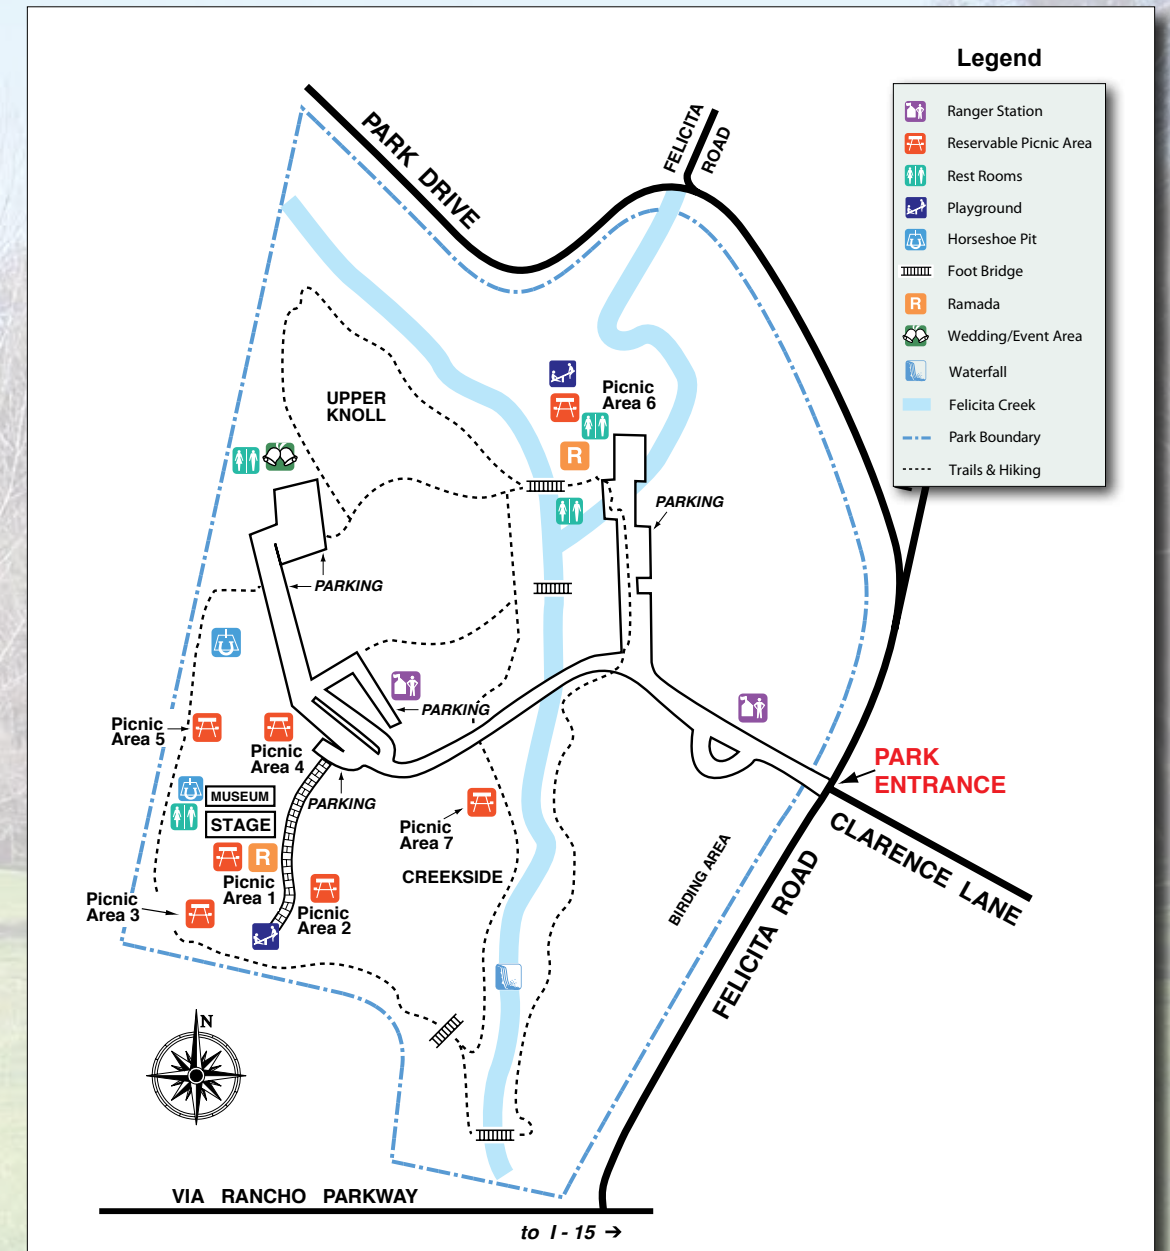 Legend
Ranger Station
Reservable Picnic Area
Rest Rooms
Playground
Horseshoe Pit
Foot Bridge
R
Ramada
Wedding/Event Area
Waterfall
Felicita Creek
Park Boundary
Trails & Hiking
PARK DRIVE
FELICITA
ROAD
UPPER
KNOLL
Picnic
Area 6
R
PARKING
PARKING
PARKING
Picnic
Area 5
Picnic
Area 4
PARK
ENTRANCE
MUSEUM
PARKING
STAGE
Picnic
Area 7
CLARENCE LANE
R
Picnic
Area 1
CREEKSIDE
BIRDING AREA
Picnic
Area 3
Picnic
Area 2
FELICITA ROAD
N
VIA RANCHO PARKWAY
to I - 15 →